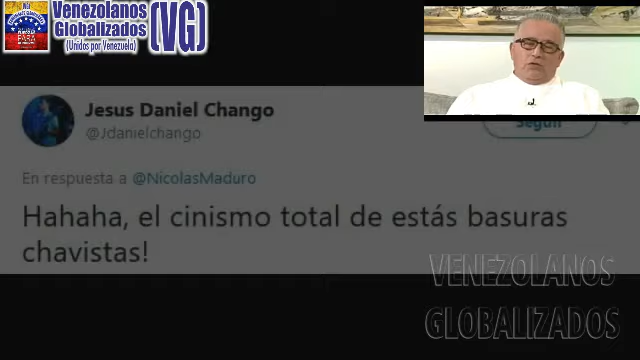 Venezolanos
Globalizados
(Unidos por Venezuela)
(VG)
PARA
Jesus Daniel Chango
@Jdanielchango
Seguir
En respuesta a @NicolasMaduro
Hahaha, el cinismo total de estás basuras
chavistas!
VENEZOLANOS
GLOBALIZADOS